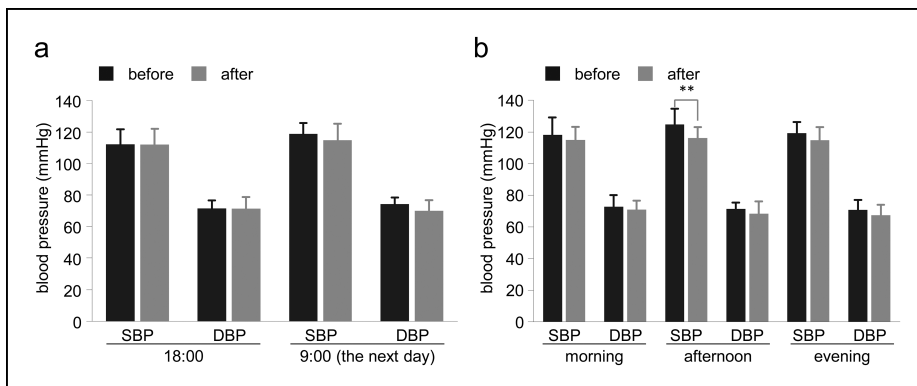 a
before after
blood pressure (mmHg)
140
120
100
80
60
40
20
0
SBP DBP SBP DBP
18:00 9:00 (the next day)
b
before after
**
blood pressure (mmHg)
140
120
100
80
60
40
20
0
SBP DBP SBP DBP SBP DBP
morning afternoon evening